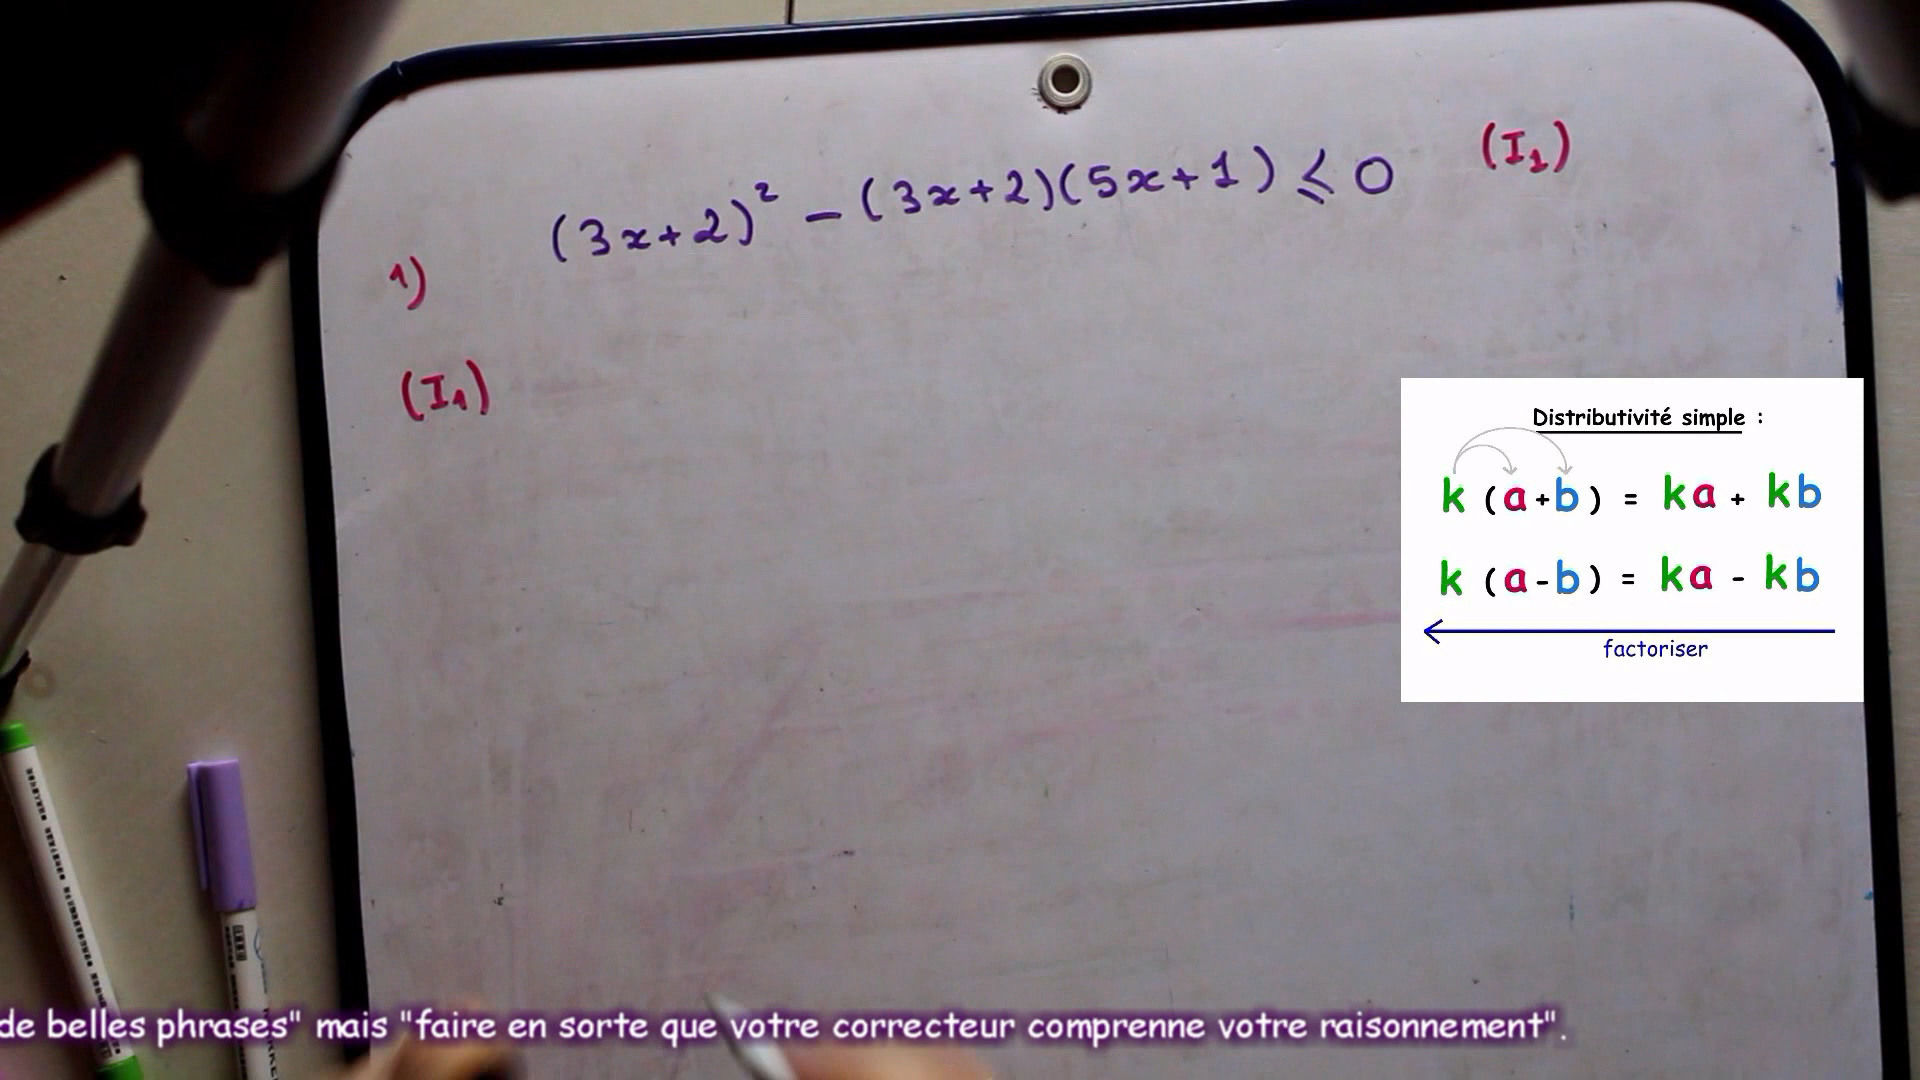 (3x+2)² - (3x+2)(5x+1) ⩽ 0 (I₁)
1)
(I₁)
Distributivité simple :
k (a+b) = ka + kb
k (a-b) = ka - kb
factoriser
de belles phrases" mais "faire en sorte que votre correcteur comprenne votre raisonnement".